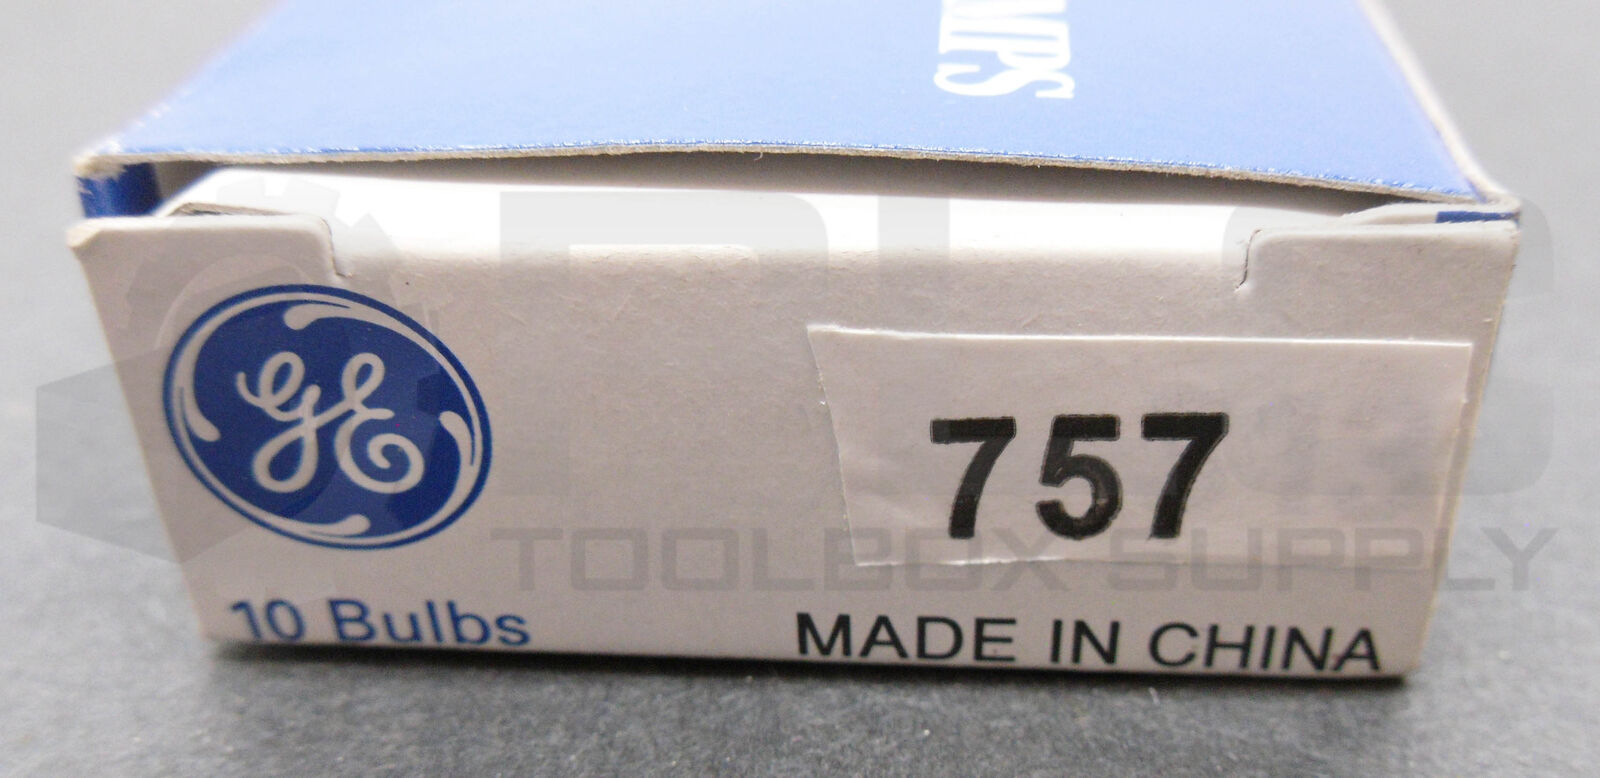 GE
757
10 Bulbs
MADE IN CHINA
TOOLBOX SUPPLY